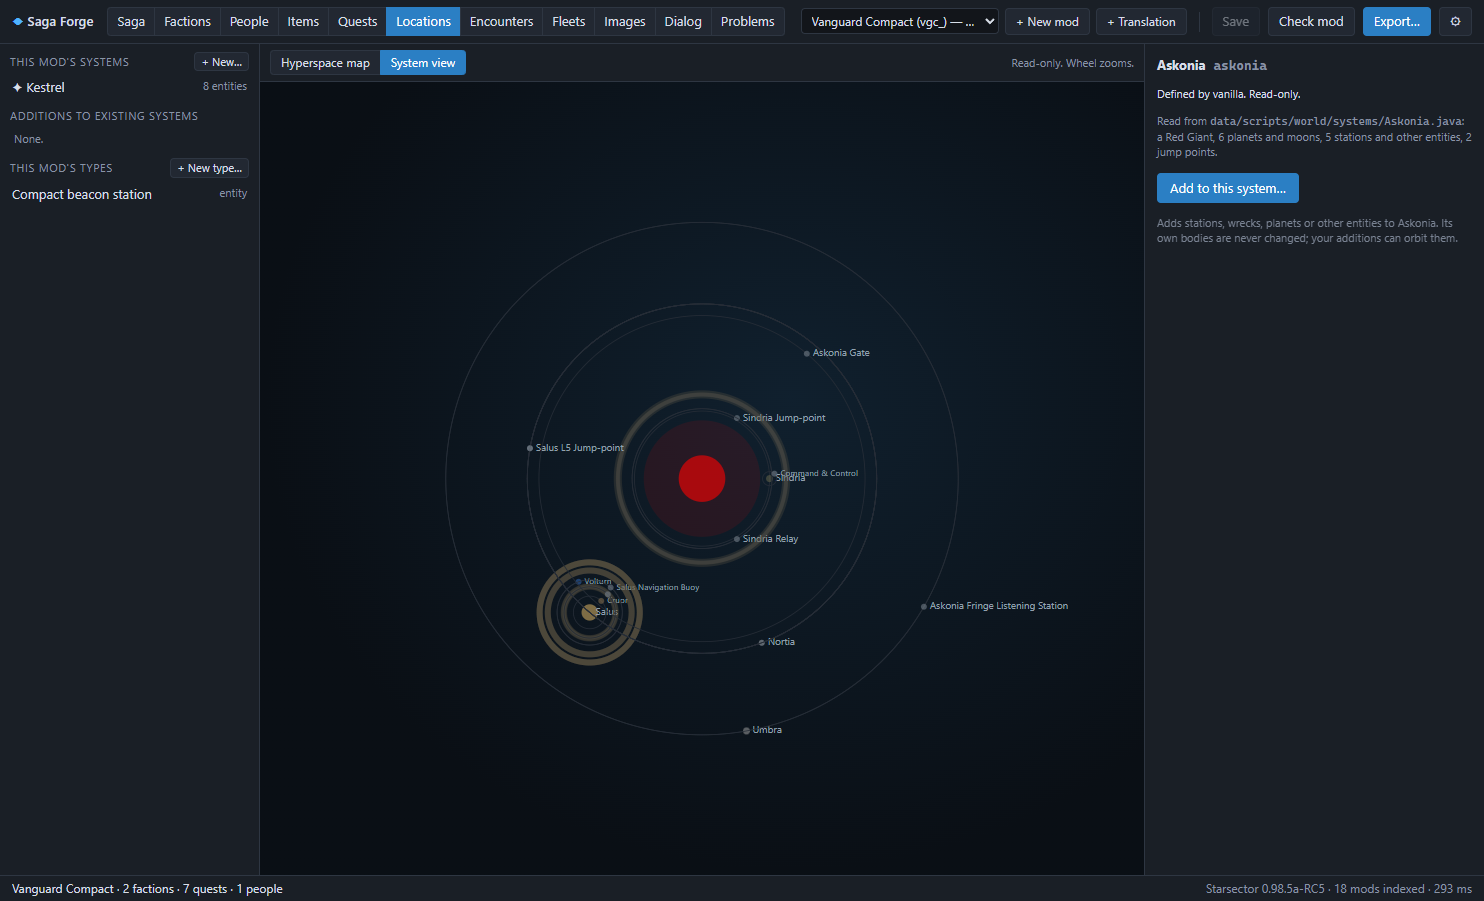 Saga Forge
Saga
Factions
People
Items
Quests
Locations
Encounters
Fleets
Images
Dialog
Problems
Vanguard Compact (vgc_) — ...
+ New mod
+ Translation
Save
Check mod
Export...
THIS MOD'S SYSTEMS
+ New...
Kestrel
8 entities
ADDITIONS TO EXISTING SYSTEMS
None.
THIS MOD'S TYPES
+ New type...
Compact beacon station
entity
Hyperspace map
System view
Read-only. Wheel zooms.
Askonia Gate
Sindria Jump-point
Salus L5 Jump-point
Command & Control
Sindria
Sindria Relay
Volturn
Salus Navigation Buoy
Cruor
Salus
Askonia Fringe Listening Station
Nortia
Umbra
Askonia askonia
Defined by vanilla. Read-only.
Read from data/scripts/world/systems/Askonia.java:
a Red Giant, 6 planets and moons, 5 stations and other entities, 2
jump points.
Add to this system...
Adds stations, wrecks, planets or other entities to Askonia. Its
own bodies are never changed; your additions can orbit them.
Vanguard Compact · 2 factions · 7 quests · 1 people
Starsector 0.98.5a-RC5 · 18 mods indexed · 293 ms